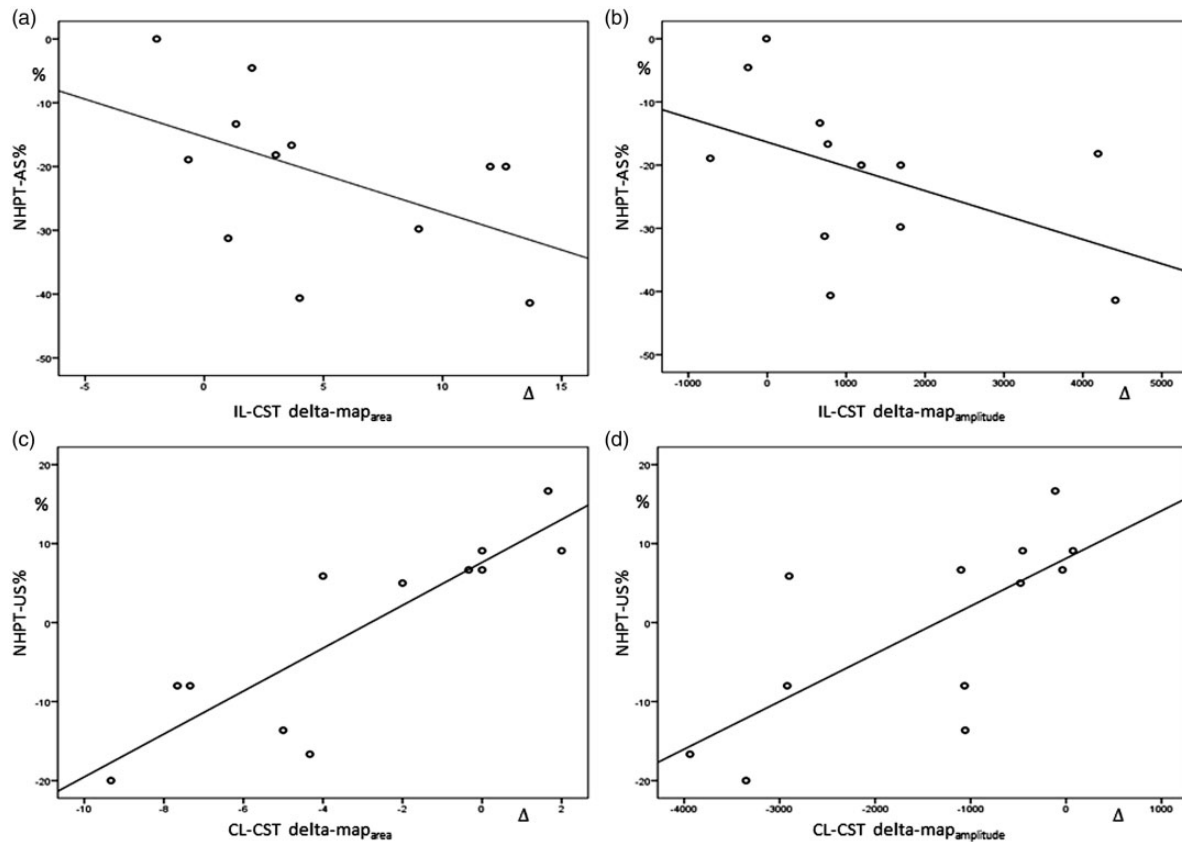 (a)
0
%
-10
NHPT-AS%
-20
-30
-40
-50
-5 0 5 10 15
Δ
IL-CST delta-maparea
(b)
0
%
-10
NHPT-AS%
-20
-30
-40
-50
-1000 0 1000 2000 3000 4000 5000
Δ
IL-CST delta-mapamplitude
(c)
20
%
10
NHPT-US%
0
-10
-20
-10 -8 -6 -4 -2 0 2
Δ
CL-CST delta-maparea
(d)
20
%
10
NHPT-US%
0
-10
-20
-4000 -3000 -2000 -1000 0 1000
Δ
CL-CST delta-mapamplitude